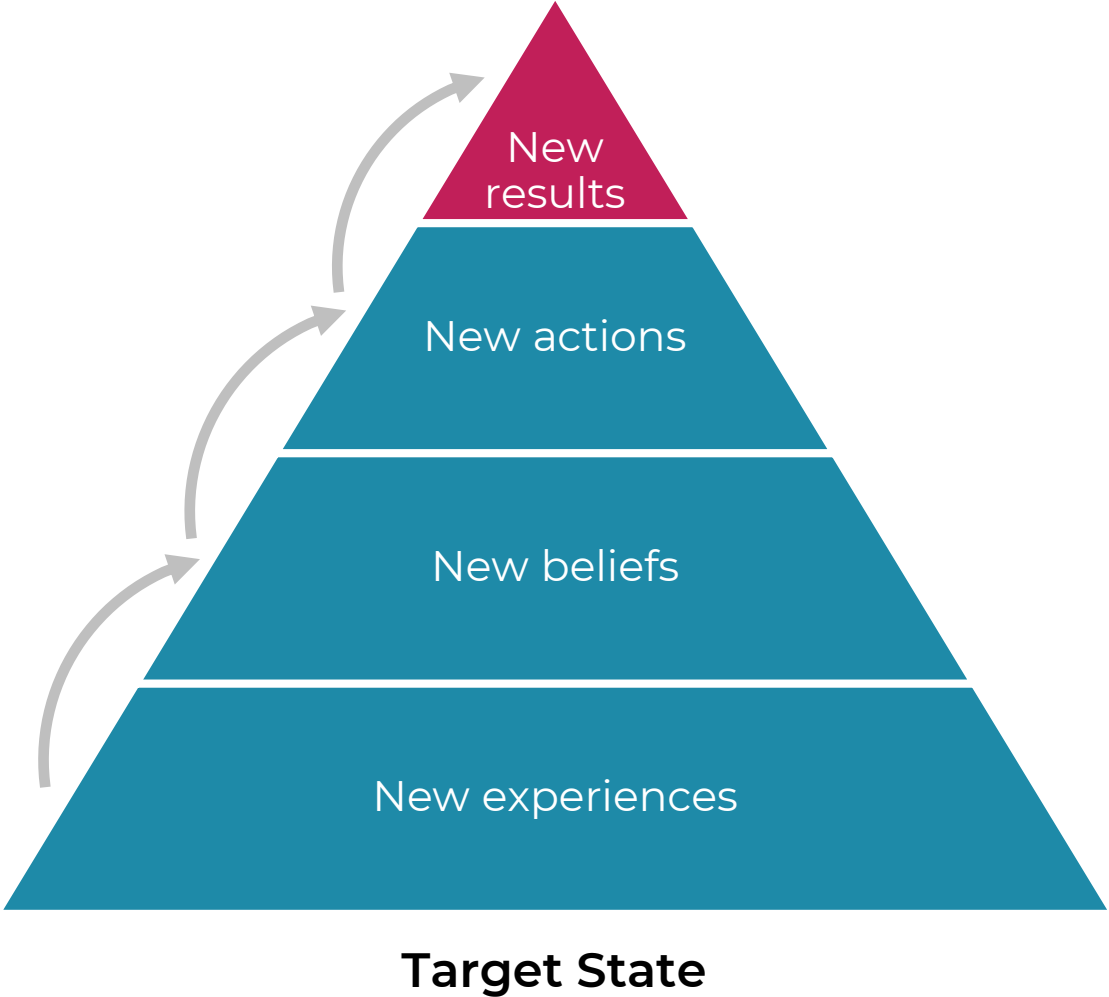 New
results
New actions
New beliefs
New experiences
Target State